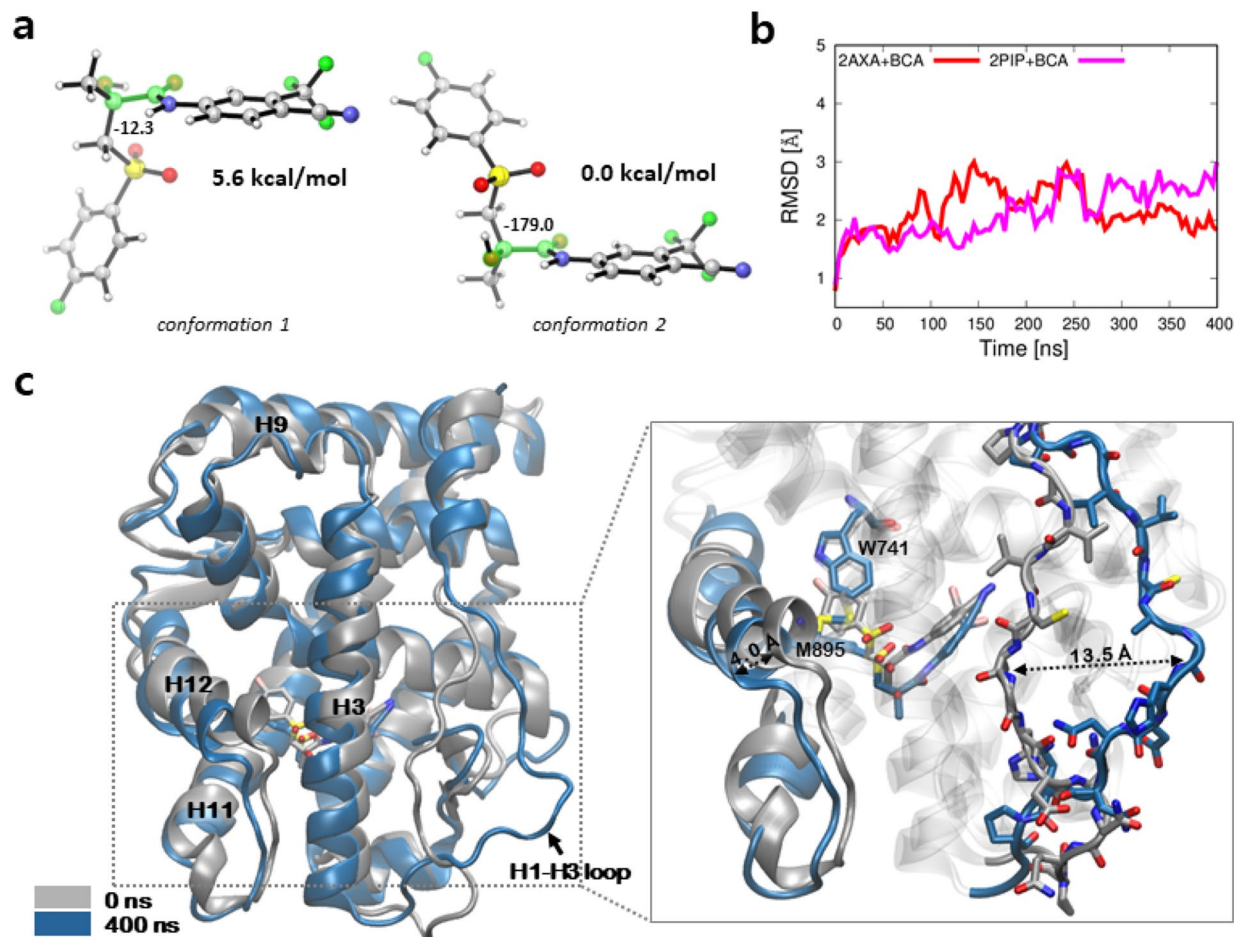 a
-12.3
5.6 kcal/mol
conformation 1
0.0 kcal/mol
-179.0
conformation 2
b
2AXA+BCA
2PIP+BCA
RMSD [Å]
5
4
3
2
1
0 50 100 150 200 250 300 350 400
Time [ns]
c
H9
H12
H3
H11
H1-H3 loop
0 ns
400 ns
W741
M895
4.0 Å
13.5 Å